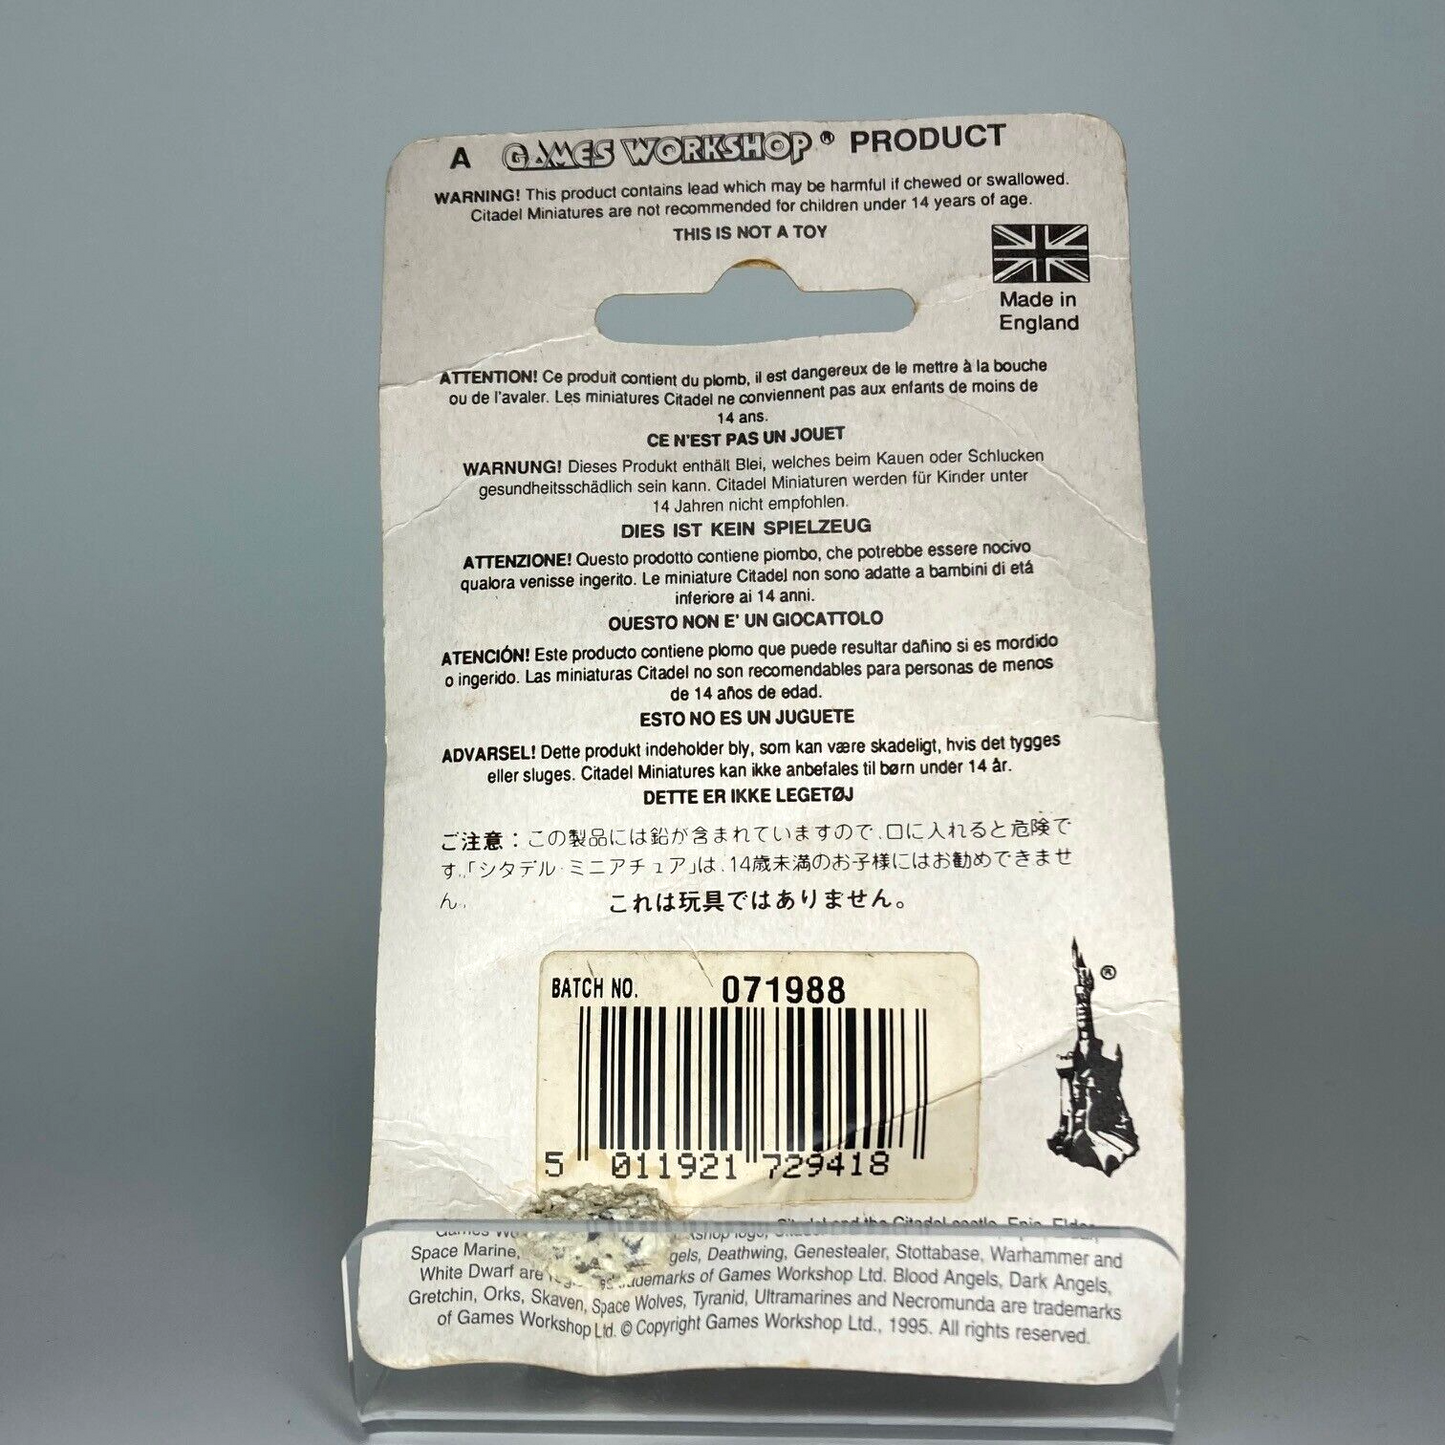 A GAMES WORKSHOP® PRODUCT
WARNING! This product contains lead which may be harmful if chewed or swallowed.
Citadel Miniatures are not recommended for children under 14 years of age.
THIS IS NOT A TOY
Made in
England
ATTENTION! Ce produit contient du plomb, il est dangereux de le mettre à la bouche
ou de l'avaler. Les miniatures Citadel ne conviennent pas aux enfants de moins de
14 ans.
CE N'EST PAS UN JOUET
WARNUNG! Dieses Produkt enthält Blei, welches beim Kauen oder Schlucken
gesundheitsschädlich sein kann. Citadel Miniaturen werden für Kinder unter
14 Jahren nicht empfohlen.
DIES IST KEIN SPIELZEUG
ATTENZIONE! Questo prodotto contiene piombo, che potrebbe essere nocivo
qualora venisse ingerito. Le miniature Citadel non sono adatte a bambini di etá
inferiore ai 14 anni.
QUESTO NON E' UN GIOCATTOLO
ATENCIÓN! Este producto contiene plomo que puede resultar dañino si es mordido
o ingerido. Las miniaturas Citadel no son recomendables para personas de menos
de 14 años de edad.
ESTO NO ES UN JUGUETE
ADVARSEL! Dette produkt indeholder bly, som kan være skadeligt, hvis det tygges
eller sluges. Citadel Miniatures kan ikke anbefales til børn under 14 år.
DETTE ER IKKE LEGETØJ
ご注意：この製品には鉛が含まれていますので、口に入れると危険で
す。「シタデル・ミニアチュア」は、14歳未満のお子様にはお勧めできませ
ん。
これは玩具ではありません。
BATCH NO. 071988
5 011921 729418
®
Games shop logo, Citadel and the Citadel castle, Epic, Eldar,
Space Marine, gels, Deathwing, Genestealer, Stottabase, Warhammer and
White Dwarf are trademarks of Games Workshop Ltd. Blood Angels, Dark Angels,
Gretchin, Orks, Skaven, Space Wolves, Tyranid, Ultramarines and Necromunda are trademarks
of Games Workshop Ltd. © Copyright Games Workshop Ltd., 1995. All rights reserved.